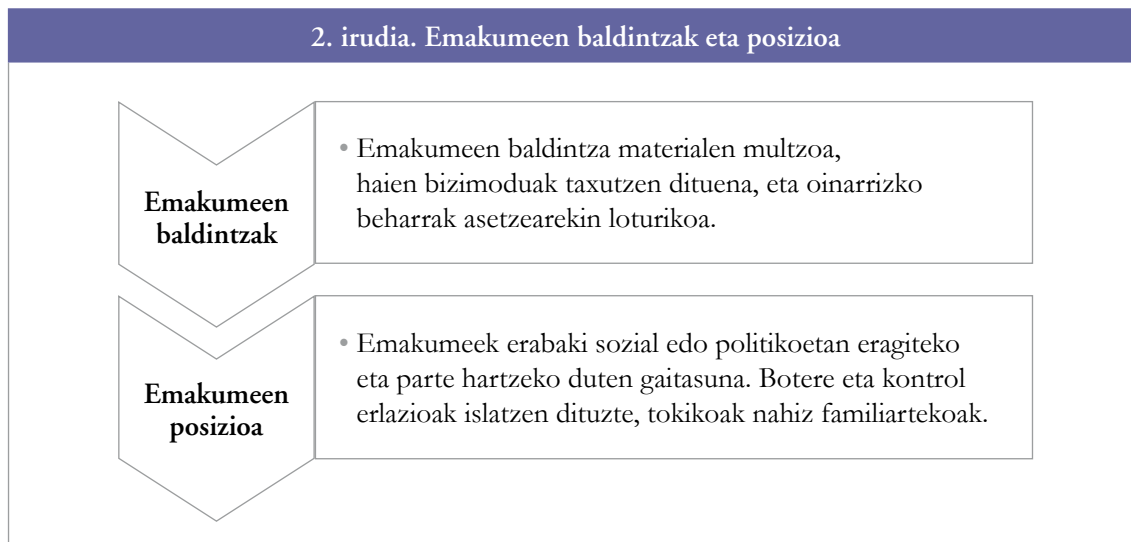 2. irudia. Emakumeen baldintzak eta posizioa
Emakumeen
baldintzak
• Emakumeen baldintza materialen multzoa,
haien bizimoduak taxutzen dituena, eta oinarrizko
beharrak asetzearekin loturikoa.
Emakumeen
posizioa
• Emakumeek erabaki sozial edo politikoetan eragiteko
eta parte hartzeko duten gaitasuna. Botere eta kontrol
erlazioak islatzen dituzte, tokikoak nahiz familiartekoak.